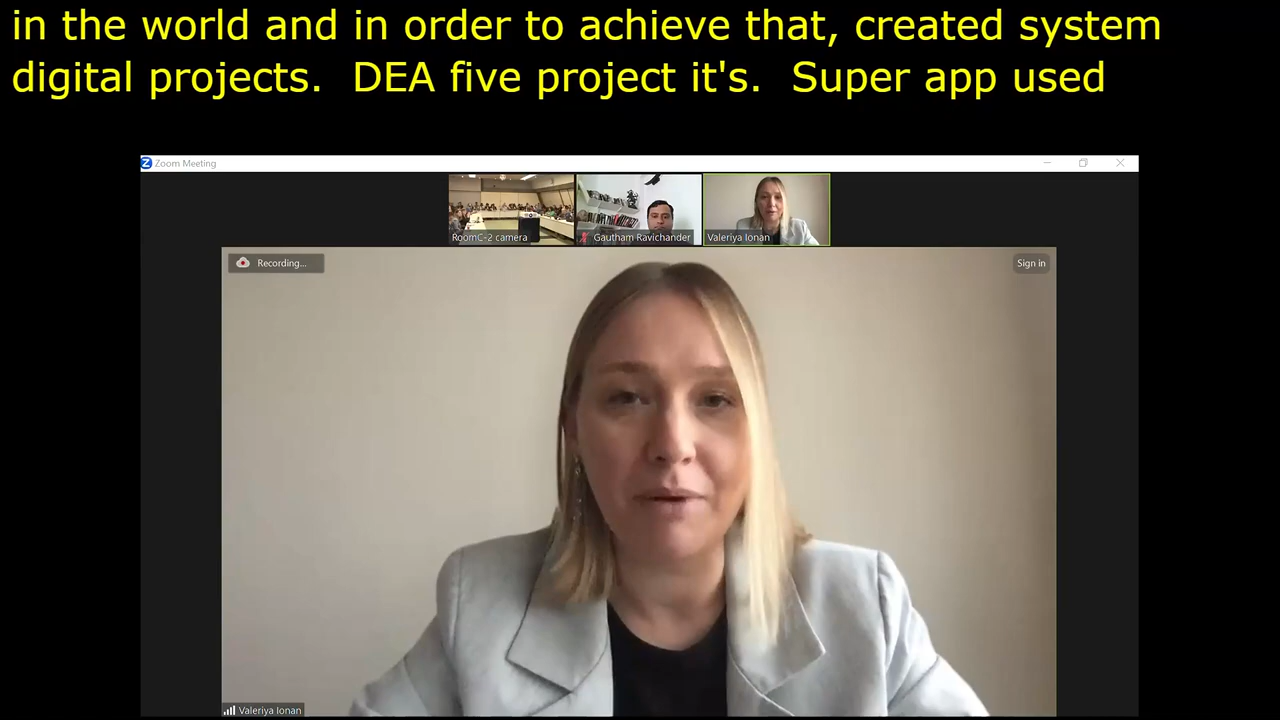 in the world and in order to achieve that, created system
digital projects.  DEA five project it's.  Super app used
Zoom Meeting
RoomC-2 camera
Gautham Ravichander
Valeriya Ionan
Recording...
Sign in
Valeriya Ionan